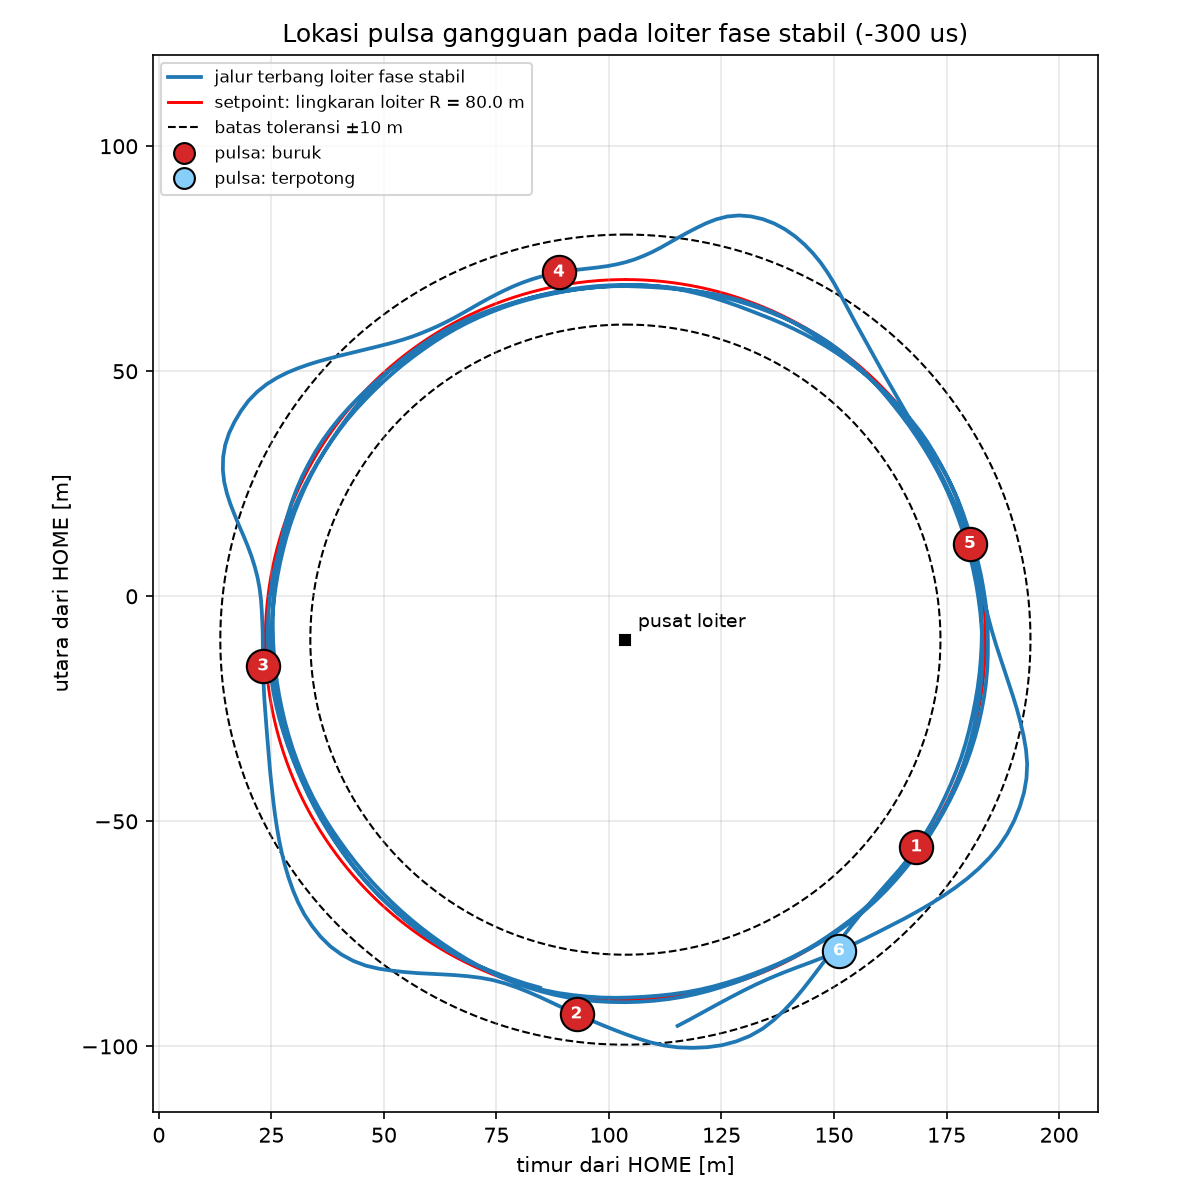 Lokasi pulsa gangguan pada loiter fase stabil (-300 us)
jalur terbang loiter fase stabil
setpoint: lingkaran loiter R = 80.0 m
batas toleransi ±10 m
pulsa: buruk
pulsa: terpotong
100
50
0
−50
−100
utara dari HOME [m]
4
5
pusat loiter
3
1
6
2
0
25
50
75
100
125
150
175
200
timur dari HOME [m]